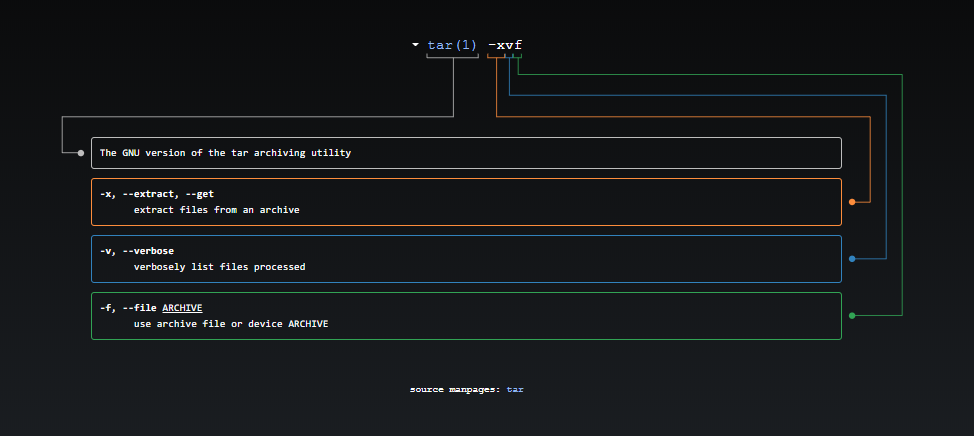 tar(1) -xvf
The GNU version of the tar archiving utility
-x, --extract, --get
extract files from an archive
-v, --verbose
verbosely list files processed
-f, --file ARCHIVE
use archive file or device ARCHIVE
source manpages: tar